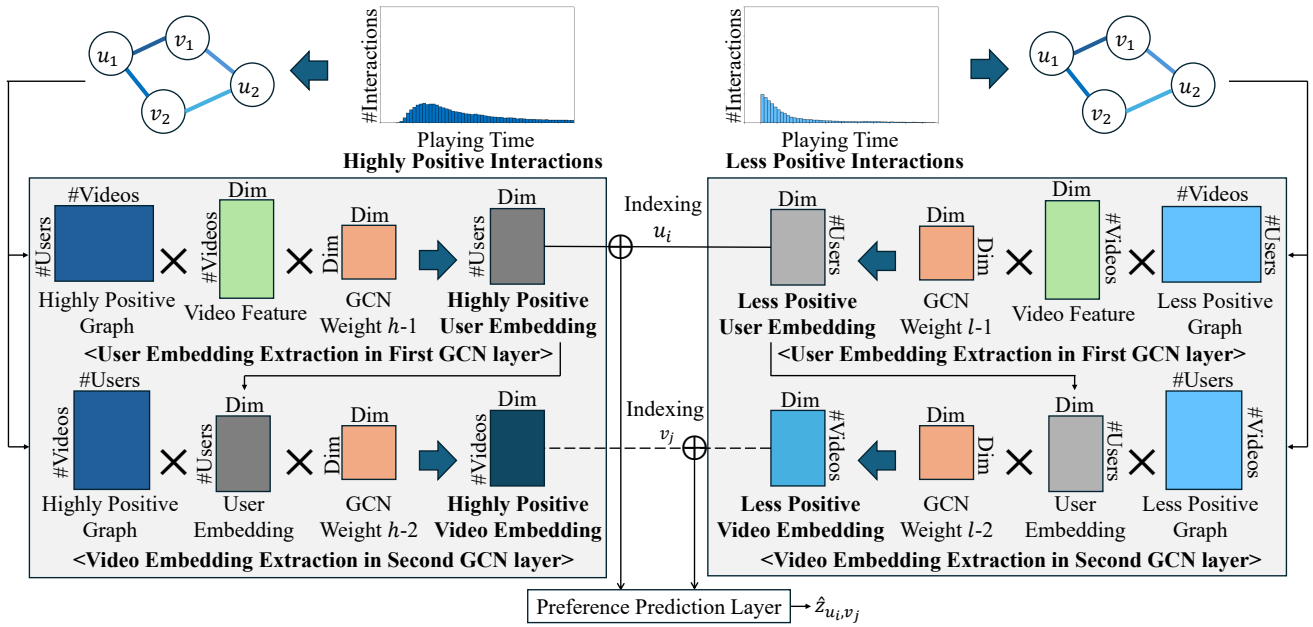 u₁
v₁
u₂
v₂
#Interactions
Playing Time
Highly Positive Interactions
#Interactions
Playing Time
Less Positive Interactions
u₁
v₁
u₂
v₂
#Videos
#Users
Highly Positive
Graph
Dim
#Videos
Video Feature
Dim
Dim
GCN
Weight h-1
Dim
#Users
Highly Positive
User Embedding
<User Embedding Extraction in First GCN layer>
#Users
#Videos
Highly Positive
Graph
Dim
#Users
User
Embedding
Dim
Dim
GCN
Weight h-2
Dim
#Videos
Highly Positive
Video Embedding
<Video Embedding Extraction in Second GCN layer>
Indexing
uᵢ
Indexing
vⱼ
Dim
#Users
Less Positive
User Embedding
Dim
Dim
GCN
Weight l-1
Dim
#Videos
Video Feature
#Videos
#Users
Less Positive
Graph
<User Embedding Extraction in First GCN layer>
Dim
#Videos
Less Positive
Video Embedding
Dim
Dim
GCN
Weight l-2
Dim
#Users
User
Embedding
#Users
#Videos
Less Positive
Graph
<Video Embedding Extraction in Second GCN layer>
Preference Prediction Layer
ẑ_{uᵢ,vⱼ}